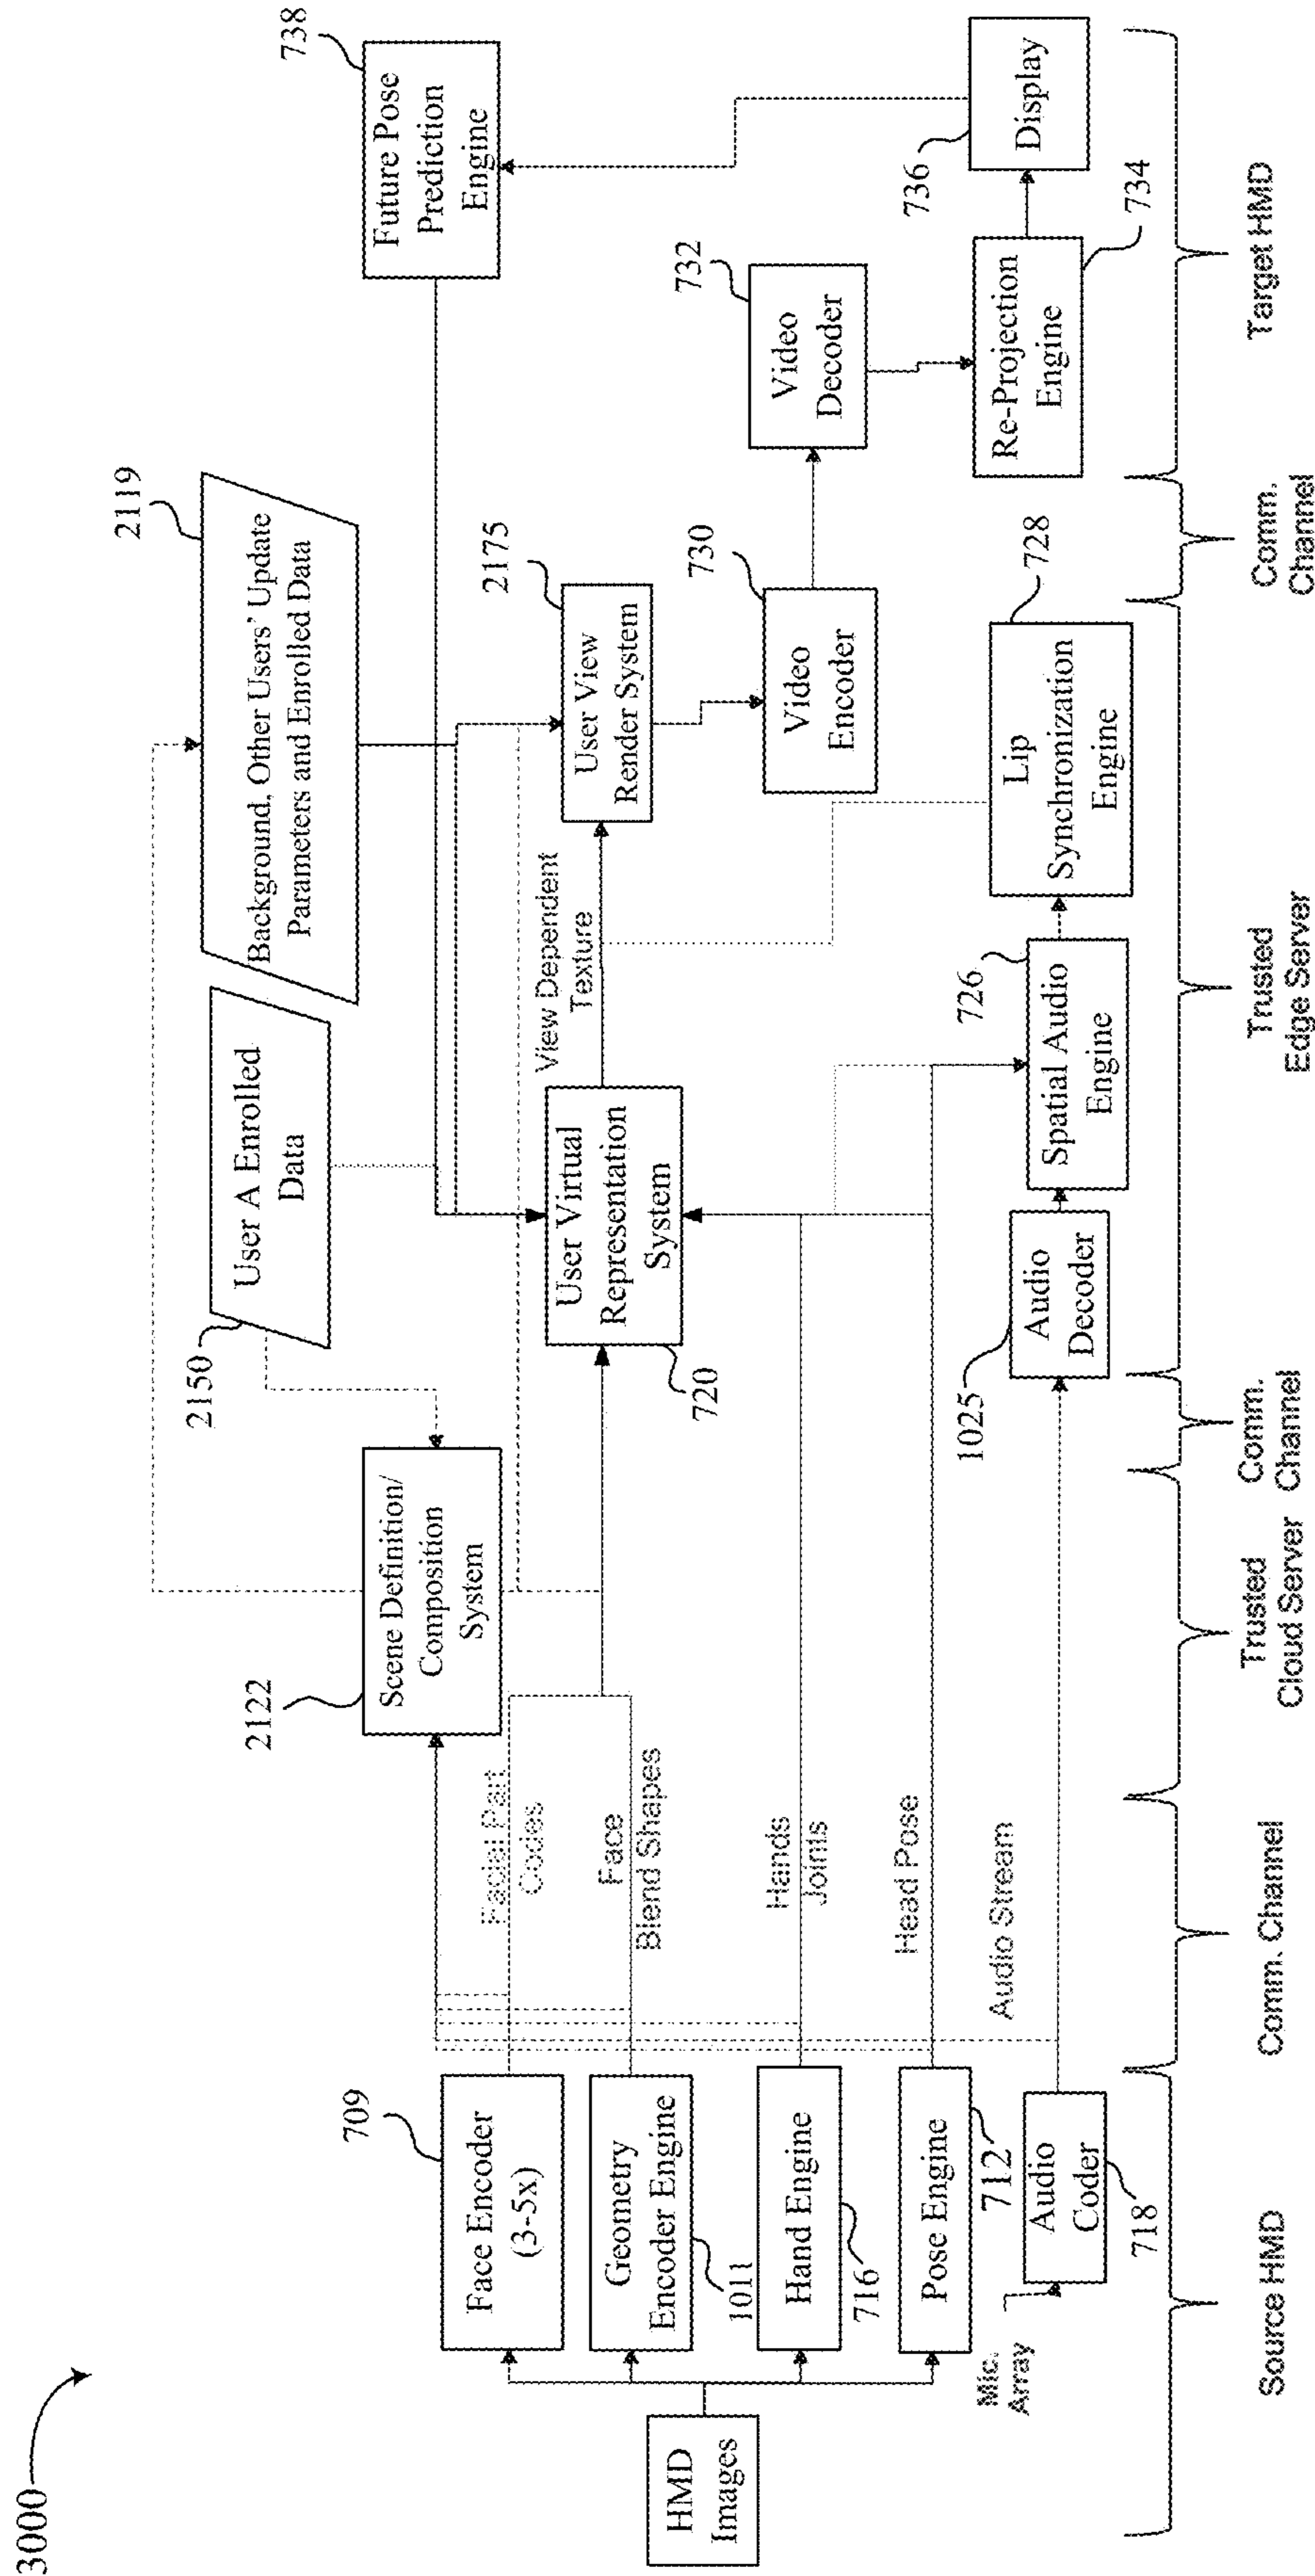 3000
HMD
Images
Face Encoder
(3-5x)
709
Geometry
Encoder Engine
1011
Hand Engine
716
Pose Engine
712
Mic.
Array
Audio
Coder
718
Facial Part
Codes
Face
Blend Shapes
Hands
Joints
Head Pose
Audio Stream
Scene Definition/
Composition
System
2122
User A Enrolled
Data
2150
Background, Other Users' Update
Parameters and Enrolled Data
2119
User Virtual
Representation
System
720
View Dependent
Texture
User View
Render System
2175
Audio
Decoder
1025
Spatial Audio
Engine
726
Lip
Synchronization
Engine
728
Video
Encoder
730
Video
Decoder
732
Re-Projection
Engine
734
Display
736
Future Pose
Prediction
Engine
738
Source HMD
Comm. Channel
Trusted
Cloud Server
Comm.
Channel
Trusted
Edge Server
Comm.
Channel
Target HMD